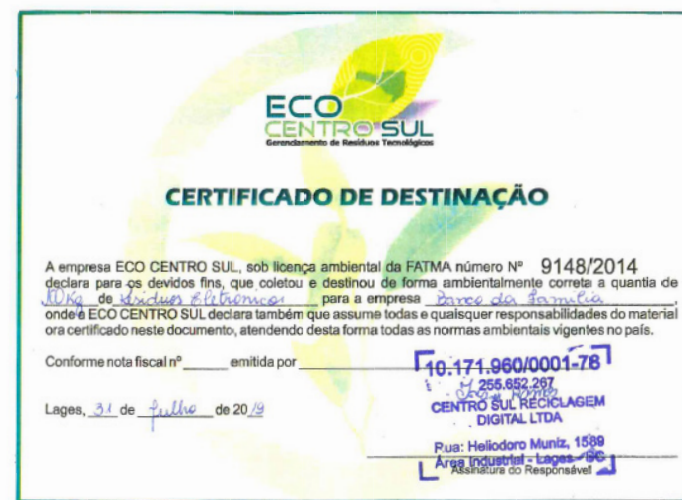 ECO
CENTRO SUL
Gerenciamento de Resíduos Tecnológicos
CERTIFICADO DE DESTINAÇÃO
A empresa ECO CENTRO SUL, sob licença ambiental da FATMA número Nº 9148/2014
declara para os devidos fins, que coletou e destinou de forma ambientalmente correta a quantia de
de Resíduos Eletrônicos para a empresa Banco da Família
onde a ECO CENTRO SUL declara também que assume todas e quaisquer responsabilidades do material
ora certificado neste documento, atendendo desta forma todas as normas ambientais vigentes no país.
Conforme nota fiscal nº ______ emitida por
10.171.960/0001-78
255.652.267
CENTRO SUL RECICLAGEM
DIGITAL LTDA
Lages, 31 de Julho de 2019
Rua: Heliodoro Muniz, 1589
Área Industrial - Lages - SC
Assinatura do Responsável